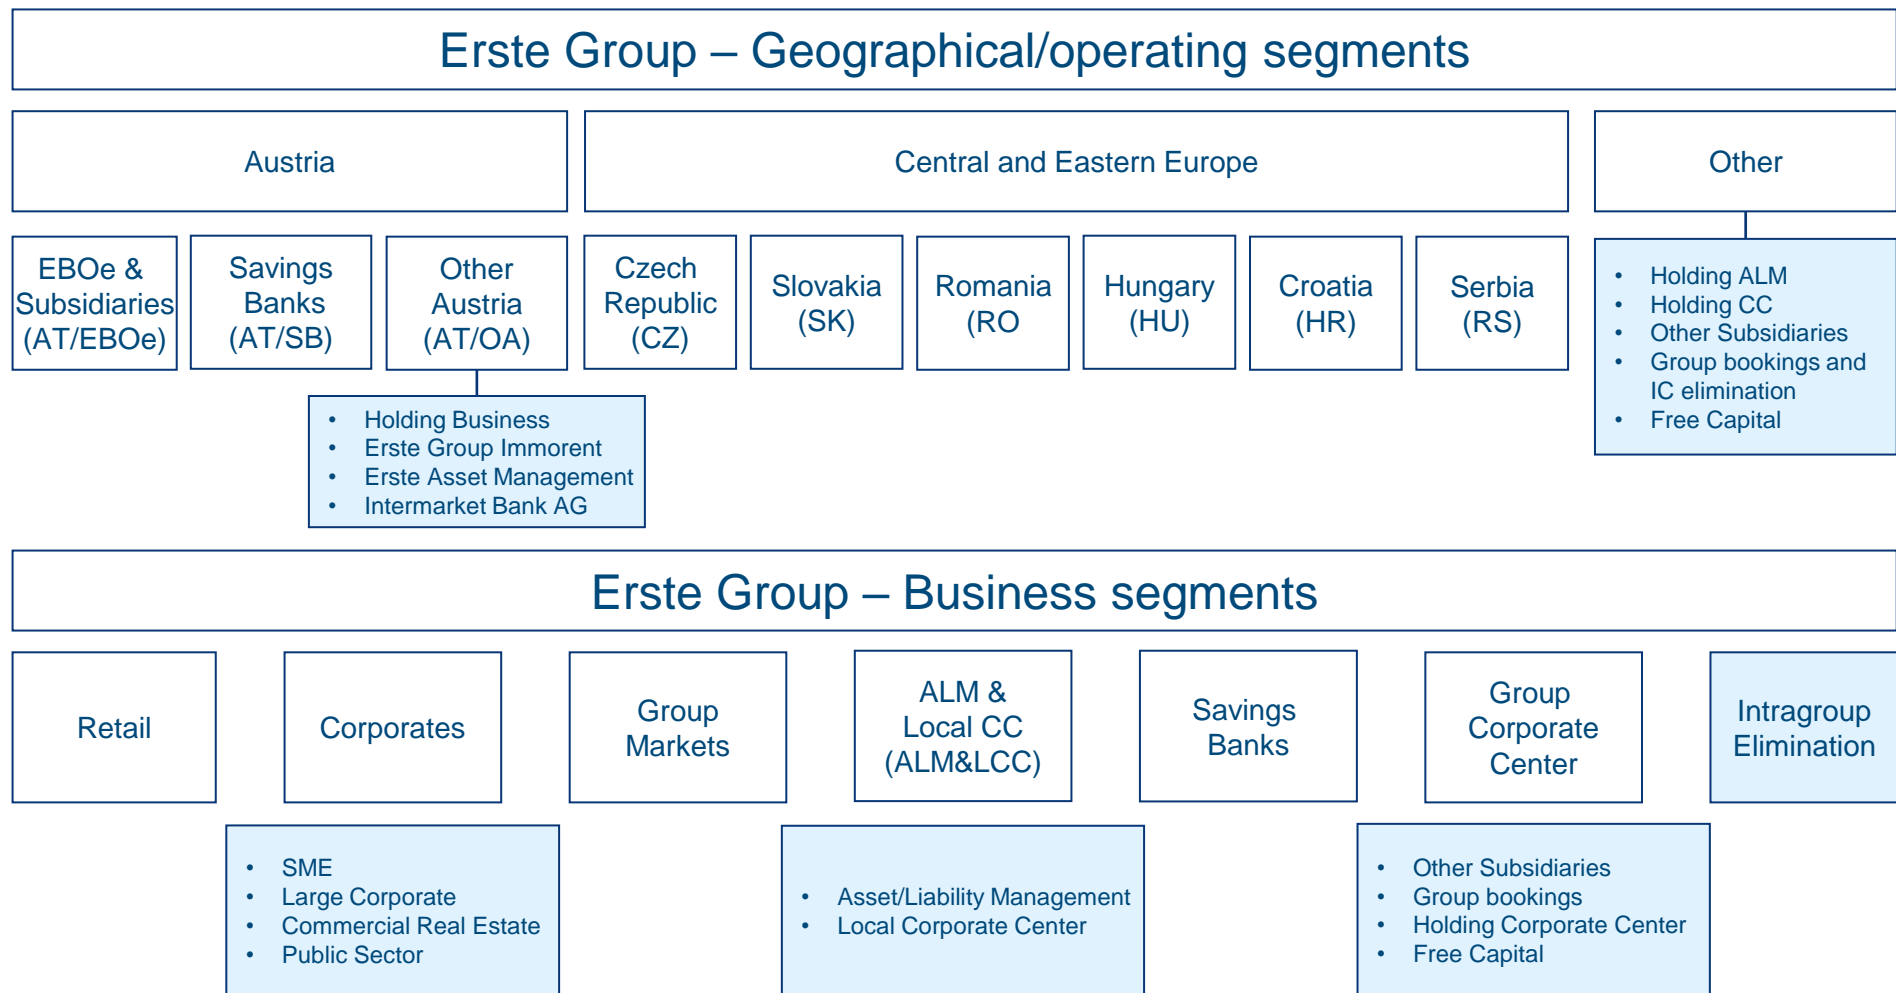 Erste Group – Geographical/operating segments
Austria
Central and Eastern Europe
Other
EBOe &
Subsidiaries
(AT/EBOe)
Savings
Banks
(AT/SB)
Other
Austria
(AT/OA)
Czech
Republic
(CZ)
Slovakia
(SK)
Romania
(RO
Hungary
(HU)
Croatia
(HR)
Serbia
(RS)
• Holding ALM
• Holding CC
• Other Subsidiaries
• Group bookings and
IC elimination
• Free Capital
• Holding Business
• Erste Group Immorent
• Erste Asset Management
• Intermarket Bank AG
Erste Group – Business segments
Retail
Corporates
Group
Markets
ALM &
Local CC
(ALM&LCC)
Savings
Banks
Group
Corporate
Center
Intragroup
Elimination
• SME
• Large Corporate
• Commercial Real Estate
• Public Sector
• Asset/Liability Management
• Local Corporate Center
• Other Subsidiaries
• Group bookings
• Holding Corporate Center
• Free Capital